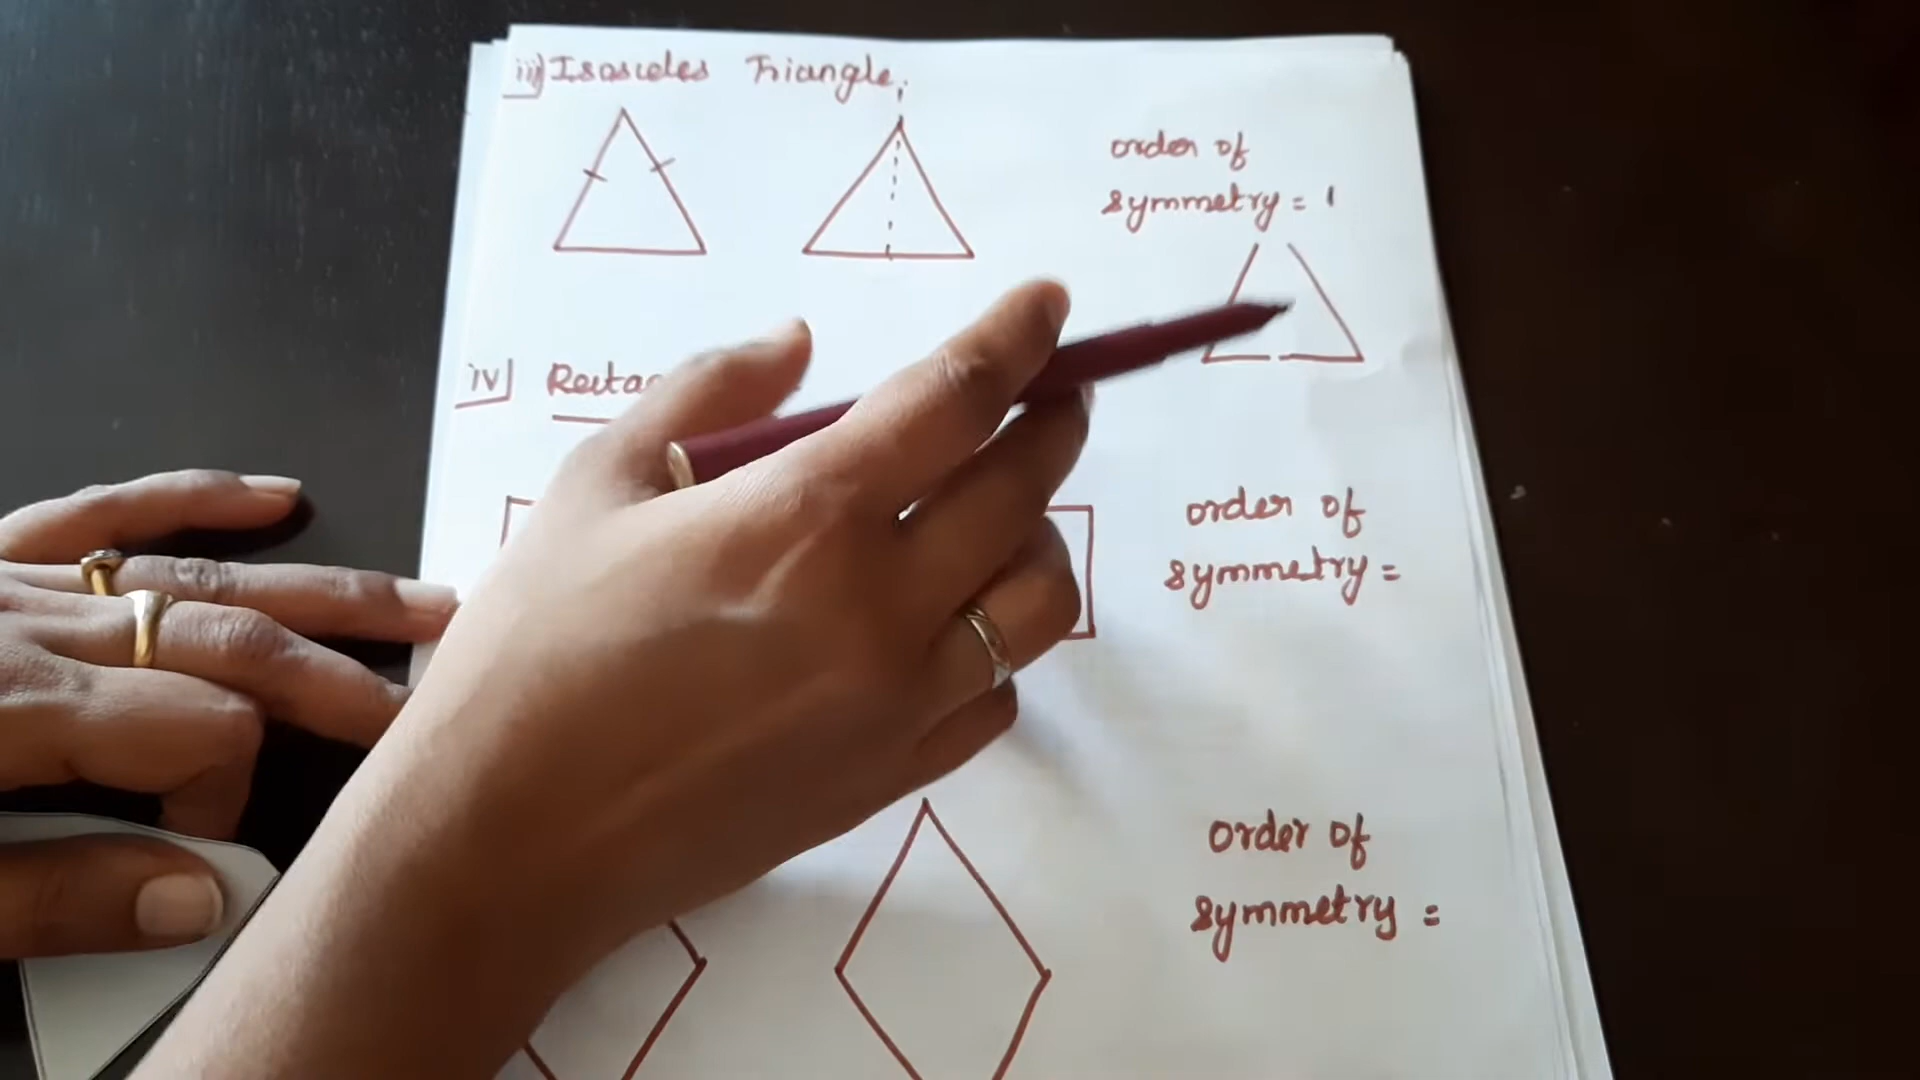 iii) Isosceles Triangle
order of
symmetry = 1
iv)
order of
symmetry =
order of
symmetry =